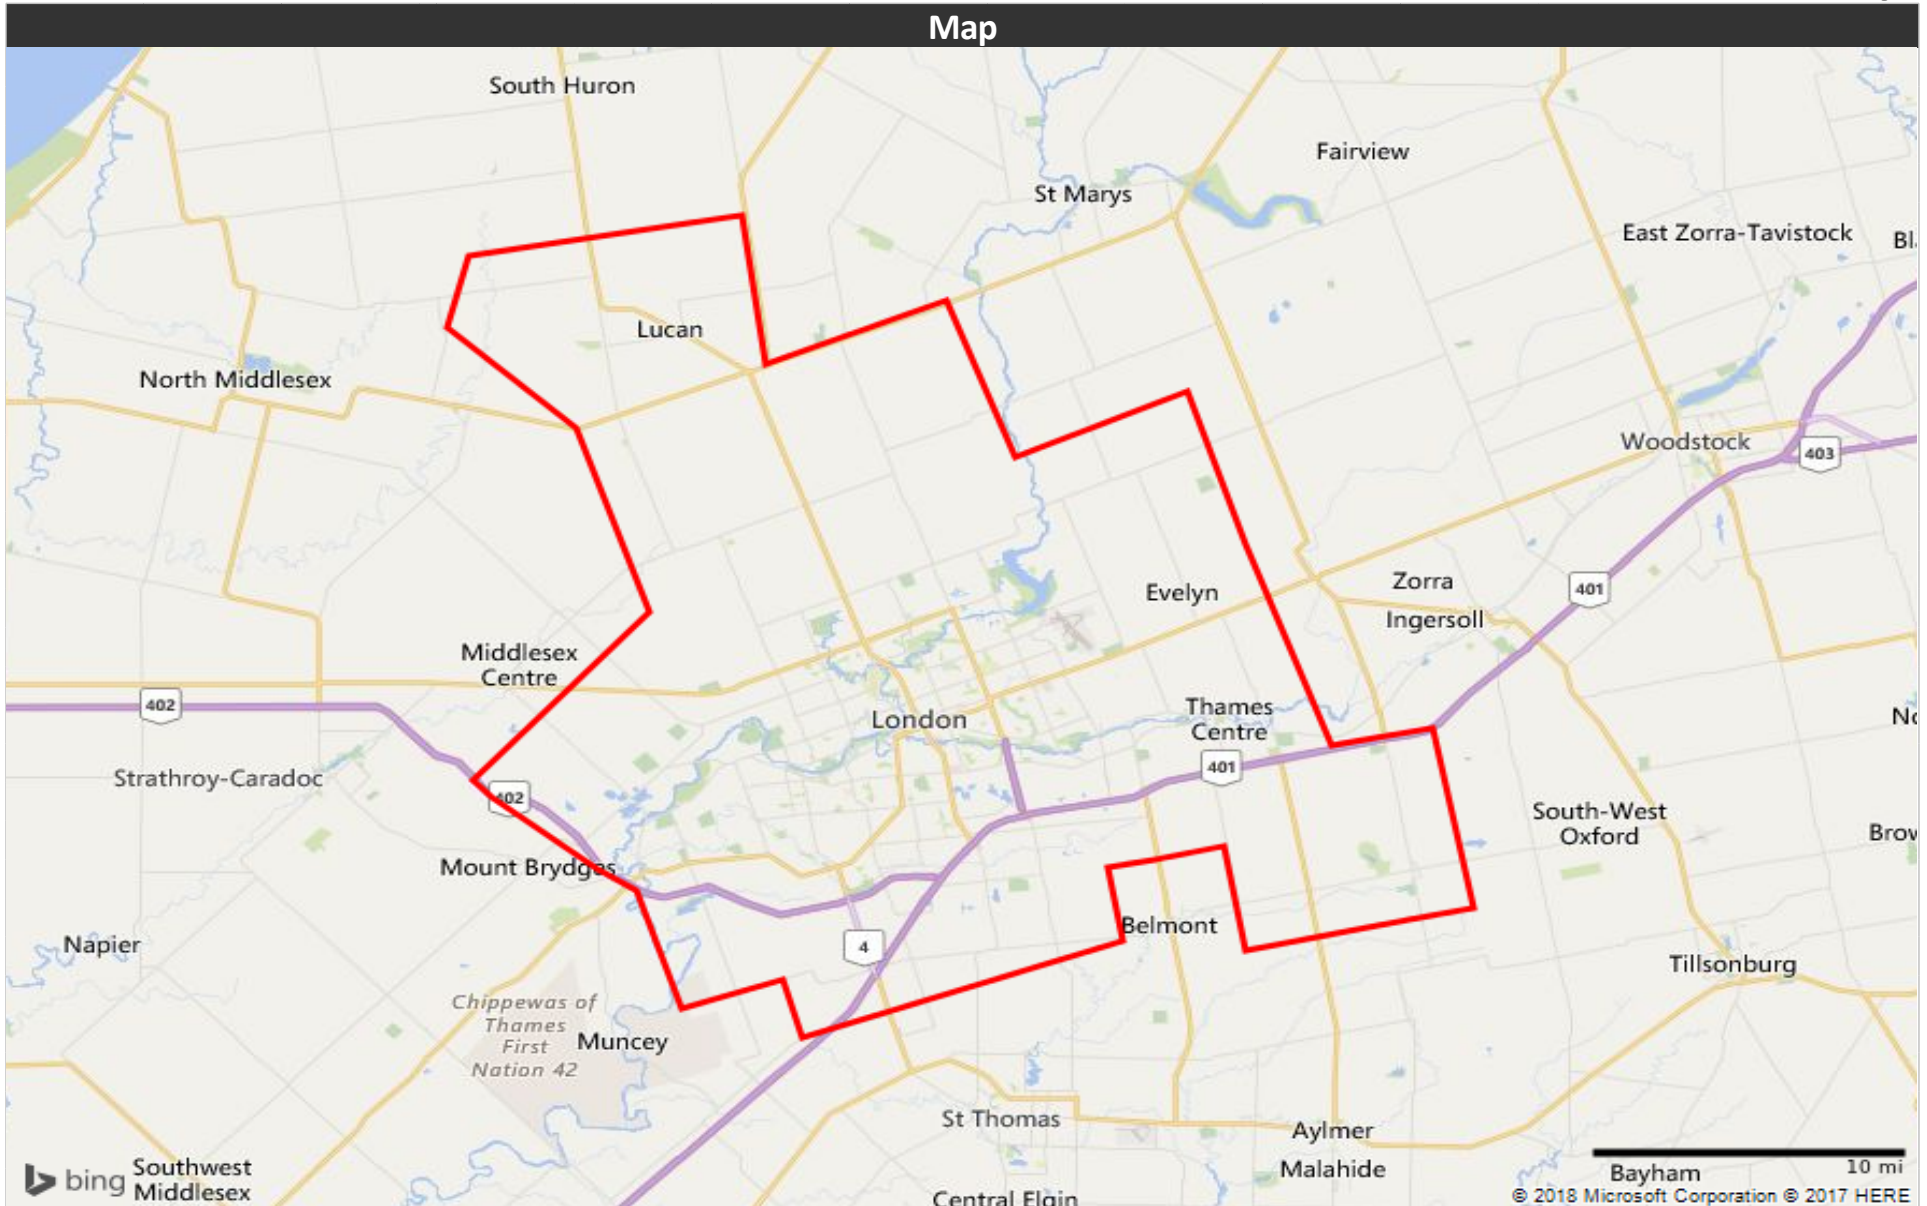 Map
South Huron
Fairview
St Marys
East Zorra-Tavistock
Bl
Lucan
North Middlesex
Woodstock
403
Evelyn
Zorra
401
Ingersoll
Middlesex
Centre
402
London
Thames
Centre
No
401
Strathroy-Caradoc
402
South-West
Oxford
Brow
Mount Brydges
Belmont
Napier
4
Tillsonburg
Chippewas of
Thames
First
Nation 42
Muncey
St Thomas
Aylmer
Malahide
bing
Southwest
Middlesex
Central Elgin
Bayham
10 mi
© 2018 Microsoft Corporation © 2017 HERE